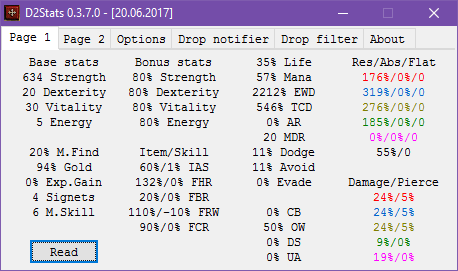 D2Stats 0.3.7.0 - [20.06.2017]
Page 1 Page 2 Options Drop notifier Drop filter About
Base stats Bonus stats 35% Life Res/Abs/Flat
634 Strength 80% Strength 57% Mana 176%/0%/0
20 Dexterity 80% Dexterity 2212% EWD 319%/0%/0
30 Vitality 80% Vitality 546% TCD 276%/0%/0
5 Energy 80% Energy 0% AR 185%/0%/0
20 MDR 0%/0%/0
20% M.Find Item/Skill 11% Dodge 55%/0
94% Gold 60%/1% IAS 11% Avoid
0% Exp.Gain 132%/0% FHR 0% Evade Damage/Pierce
4 Signets 20%/0% FBR 24%/5%
6 M.Skill 110%/-10% FRW 0% CB 24%/5%
90%/0% FCR 50% OW 24%/5%
0% DS 9%/0%
Read 0% UA 19%/0%